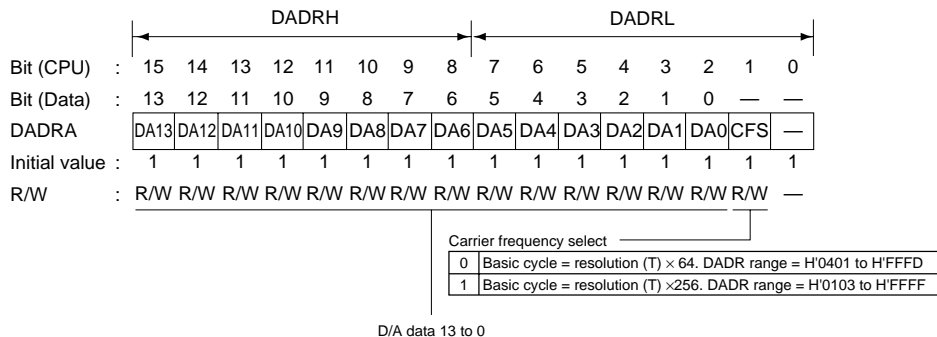 DADRH DADRL
Bit (CPU) : 15 14 13 12 11 10 9 8 7 6 5 4 3 2 1 0
Bit (Data) : 13 12 11 10 9 8 7 6 5 4 3 2 1 0 — —
DADRA DA13 DA12 DA11 DA10 DA9 DA8 DA7 DA6 DA5 DA4 DA3 DA2 DA1 DA0 CFS —
Initial value : 1 1 1 1 1 1 1 1 1 1 1 1 1 1 1 1
R/W : R/W R/W R/W R/W R/W R/W R/W R/W R/W R/W R/W R/W R/W R/W R/W —
Carrier frequency select
0 Basic cycle = resolution (T) × 64. DADR range = H'0401 to H'FFFD
1 Basic cycle = resolution (T) ×256. DADR range = H'0103 to H'FFFF
D/A data 13 to 0